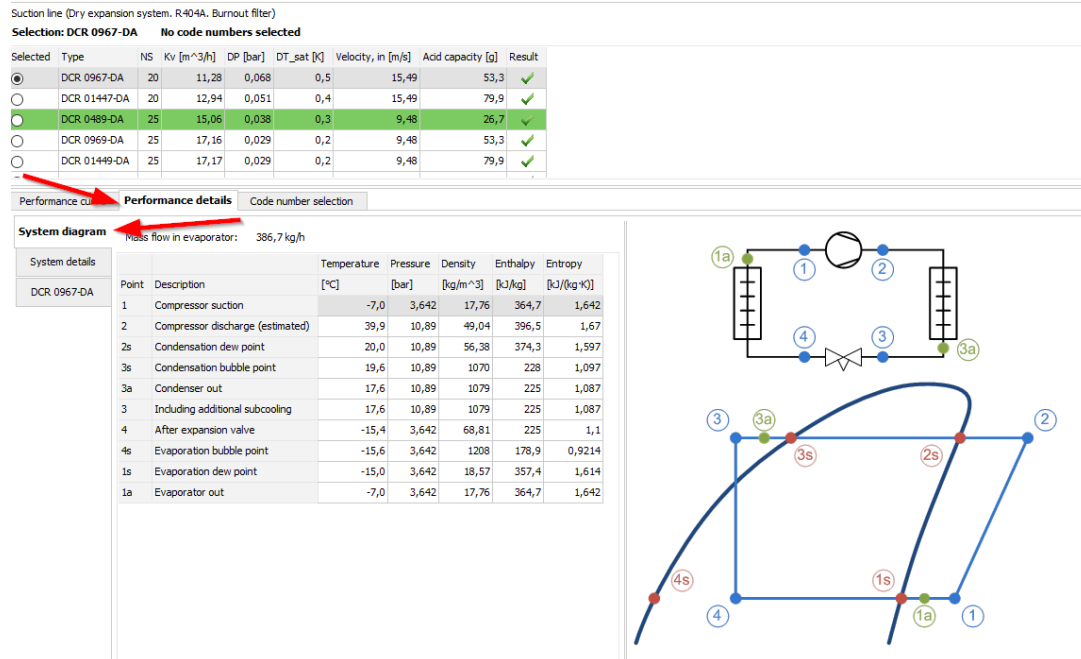 Suction line (Dry expansion system. R404A. Burnout filter)
Selection: DCR 0967-DA No code numbers selected
Selected Type NS Kv [m^3/h] DP [bar] DT_sat [K] Velocity, in [m/s] Acid capacity [g] Result
DCR 0967-DA 20 11,28 0,068 0,5 15,49 53,3
DCR 01447-DA 20 12,94 0,051 0,4 15,49 79,9
DCR 0489-DA 25 15,06 0,038 0,3 9,48 26,7
DCR 0969-DA 25 17,16 0,029 0,2 9,48 53,3
DCR 01449-DA 25 17,17 0,029 0,2 9,48 79,9
Performance Performance details Code number selection
System diagram
System details
DCR 0967-DA
Mass flow in evaporator: 386,7 kg/h
Temperature Pressure Density Enthalpy Entropy
Point Description [°C] [bar] [kg/m^3] [kJ/kg] [kJ/(kg·K)]
1 Compressor suction -7,0 3,642 17,76 364,7 1,642
2 Compressor discharge (estimated) 39,9 10,89 49,04 396,5 1,67
2s Condensation dew point 20,0 10,89 56,38 374,3 1,597
3s Condensation bubble point 19,6 10,89 1070 228 1,097
3a Condenser out 17,6 10,89 1079 225 1,087
3 Including additional subcooling 17,6 10,89 1079 225 1,087
4 After expansion valve -15,4 3,642 68,81 225 1,1
4s Evaporation bubble point -15,6 3,642 1208 178,9 0,9214
1s Evaporation dew point -15,0 3,642 18,57 357,4 1,614
1a Evaporator out -7,0 3,642 17,76 364,7 1,642
1a
1 2
4 3
3a
3 3a 2
3s 2s
4s 1s
4 1a 1